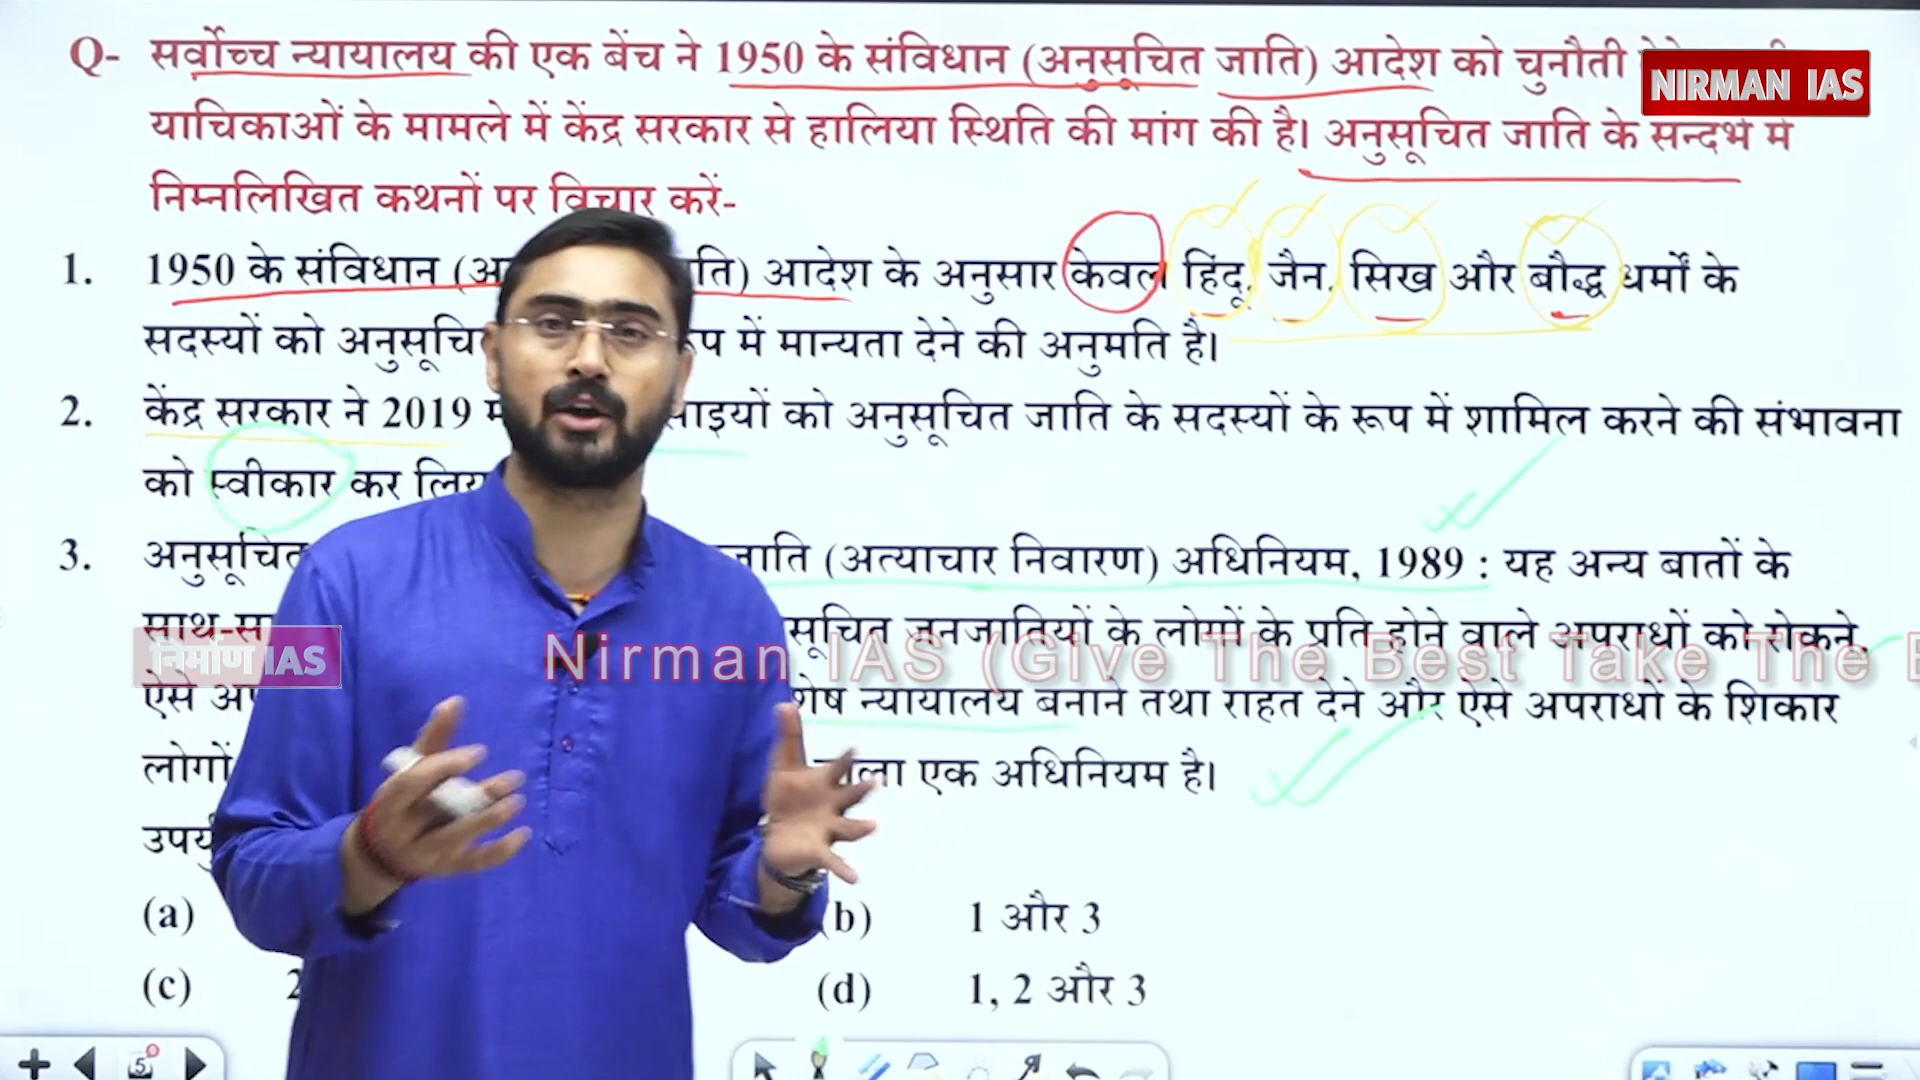 Q- सर्वोच्च न्यायालय की एक बेंच ने 1950 के संविधान (अनुसूचित जाति) आदेश को चुनौती
NIRMAN IAS
याचिकाओं के मामले में केंद्र सरकार से हालिया स्थिति की मांग की है। अनुसूचित जाति के सन्दर्भ में
निम्नलिखित कथनों पर विचार करें-
1. 1950 के संविधान जाति) आदेश के अनुसार केवल हिंदू, जैन, सिख और बौद्ध धर्मों के
सदस्यों को में मान्यता देने की अनुमति है।
2. केंद्र सरकार ने 2019 को अनुसूचित जाति के सदस्यों के रूप में शामिल करने की संभावना
को स्वीकार कर
3. अनुसूचित (अत्याचार निवारण) अधिनियम, 1989 : यह अन्य बातों के
जनजातियों के लोगों के प्रति होने वाले अपराधों को रोकने,
निर्माण IAS
Nirman IAS (Give The Best Take The
ऐसे न्यायालय बनाने तथा राहत देने और ऐसे अपराधों के शिकार
लोगों एक अधिनियम है।
(a) (b) 1 और 3
(c) 2 (d) 1, 2 और 3
5